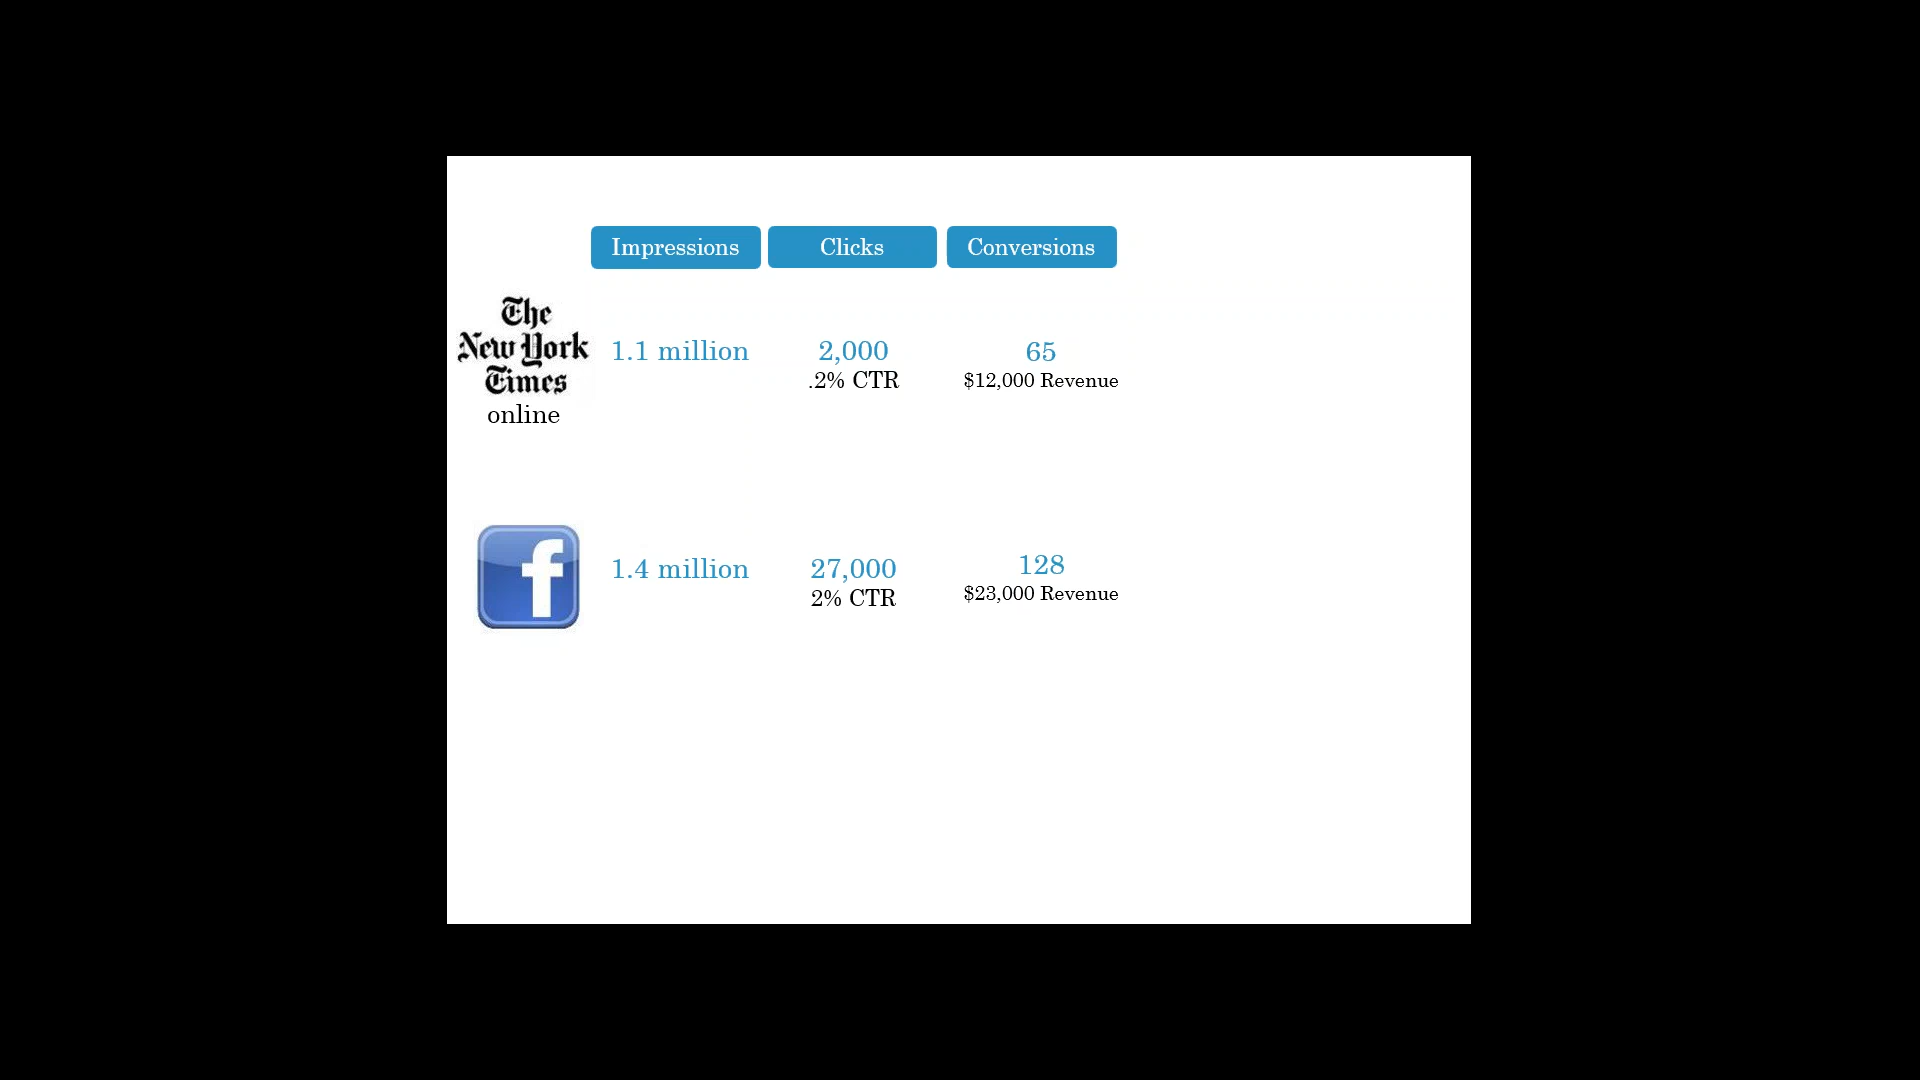 Impressions Clicks Conversions
The
New York
Times
online
1.1 million 2,000 65
.2% CTR $12,000 Revenue
f
1.4 million 27,000 128
2% CTR $23,000 Revenue